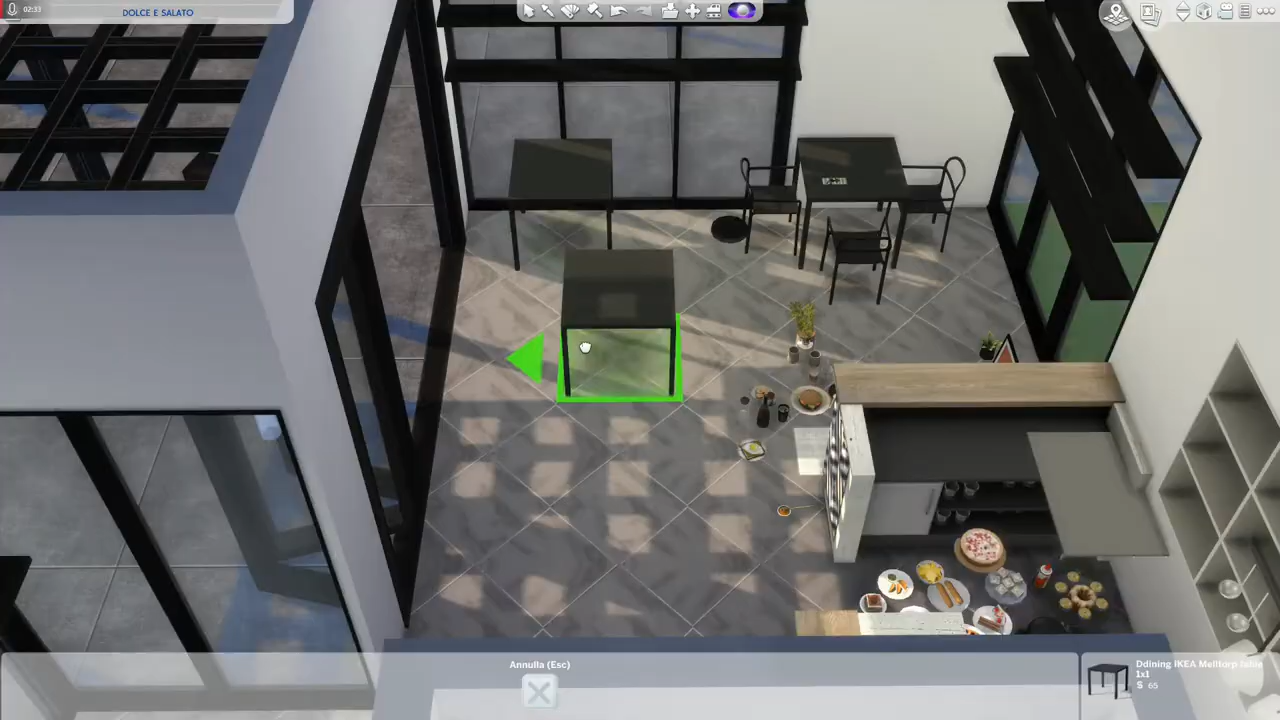 02:33
DOLCE E SALATO
Annulla (Esc)
Ddining IKEA Melltorp table
1x1
$ 65